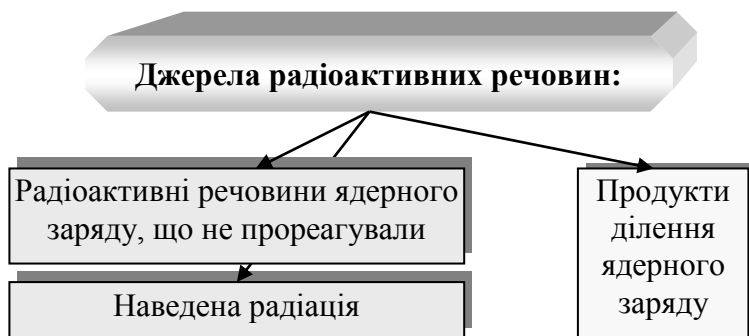 Джерела радіоактивних речовин:
Радіоактивні речовини ядерного
заряду, що не прореагували
Наведена радіація
Продукти
ділення
ядерного
заряду